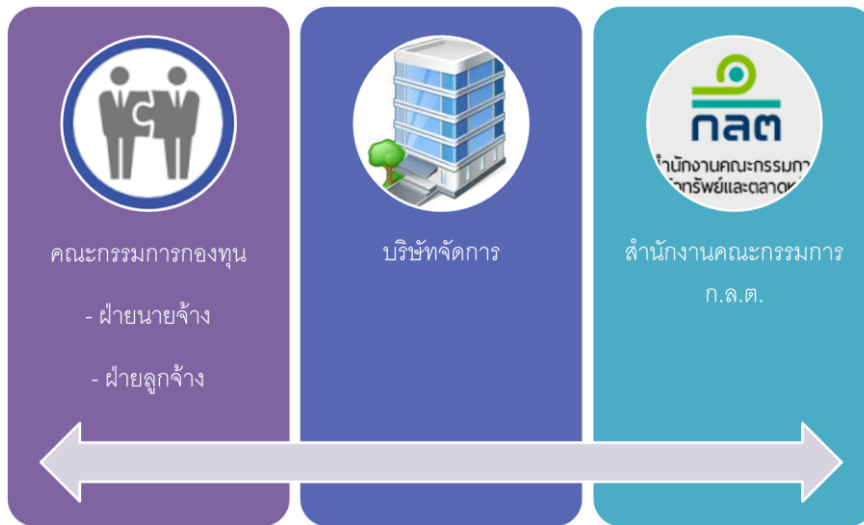 คณะกรรมการกองทุน
- ฝ่ายนายจ้าง
- ฝ่ายลูกจ้าง
บริษัทจัดการ
กลต
สำนักงานคณะกรรมการ
ก.ล.ต.